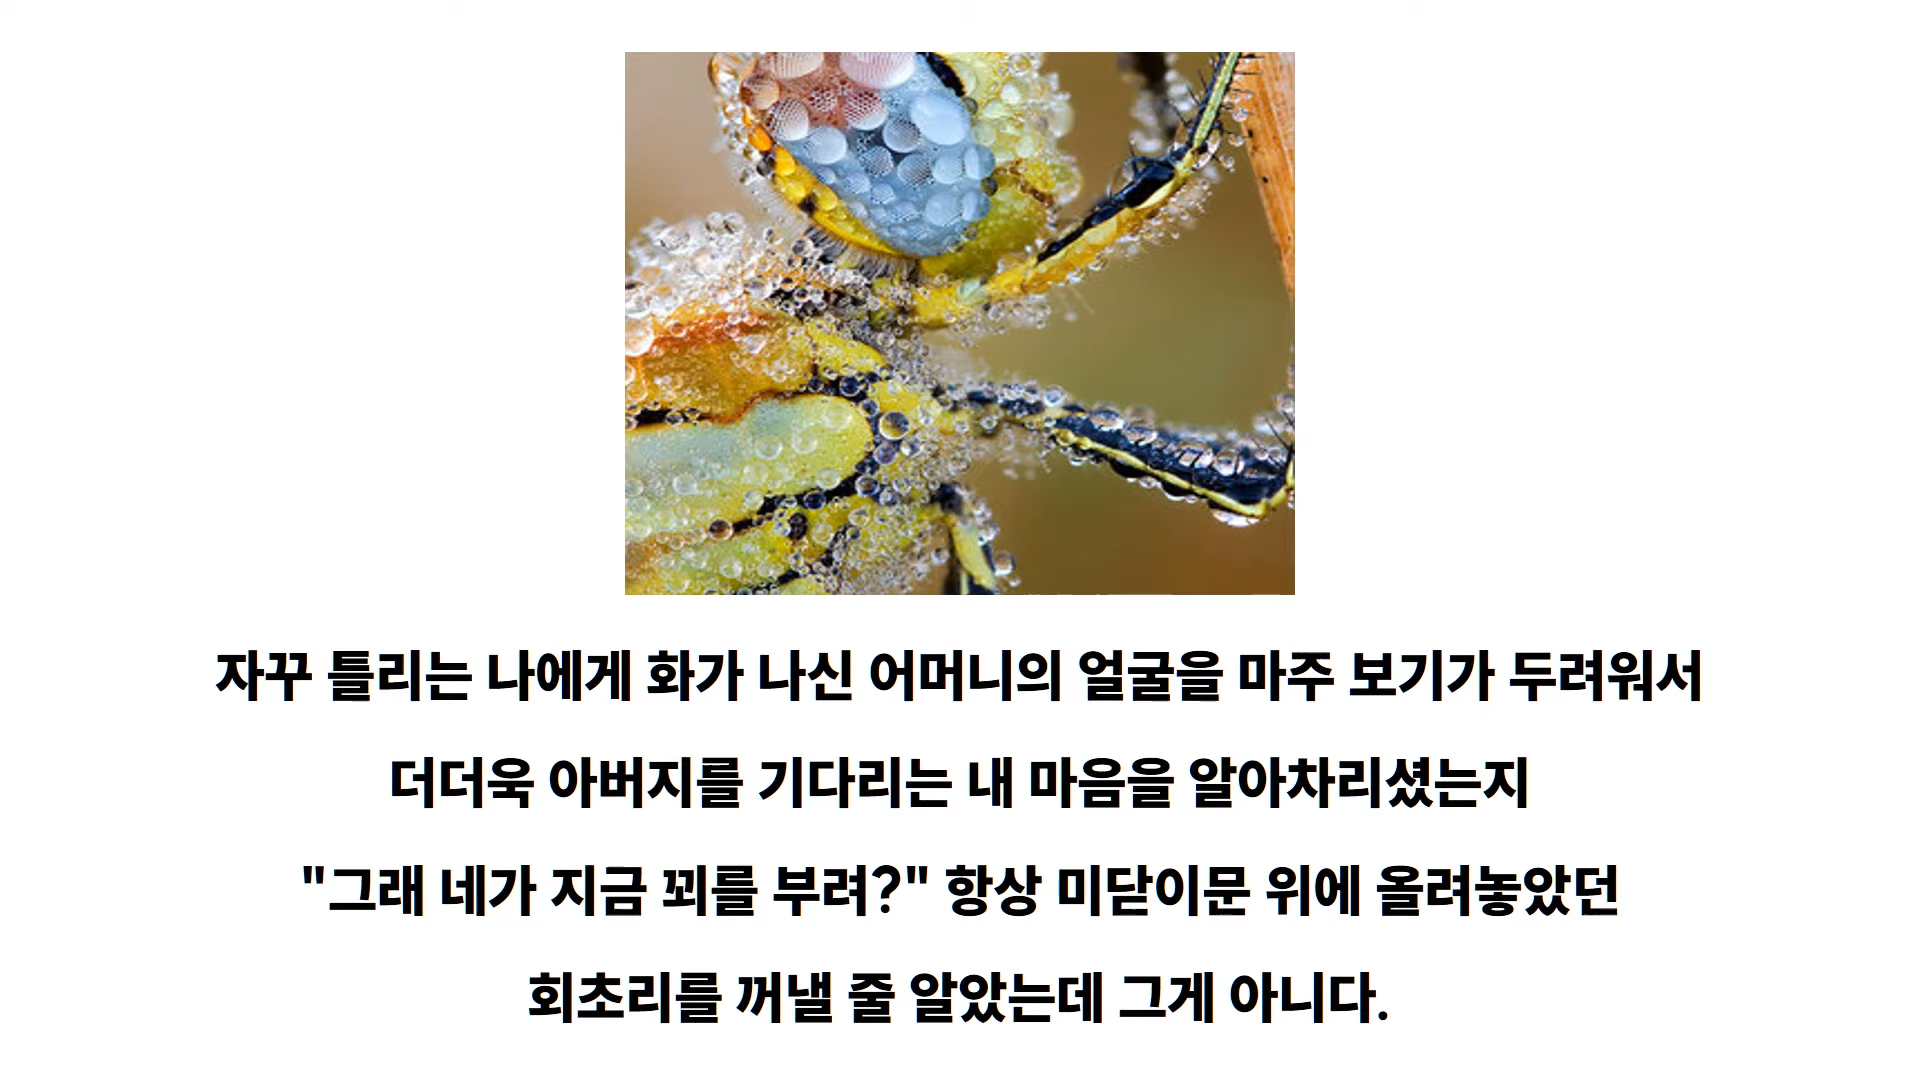 자꾸 틀리는 나에게 화가 나신 어머니의 얼굴을 마주 보기가 두려워서
더더욱 아버지를 기다리는 내 마음을 알아차리셨는지
"그래 네가 지금 꾀를 부려?" 항상 미닫이문 위에 올려놓았던
회초리를 꺼낼 줄 알았는데 그게 아니다.